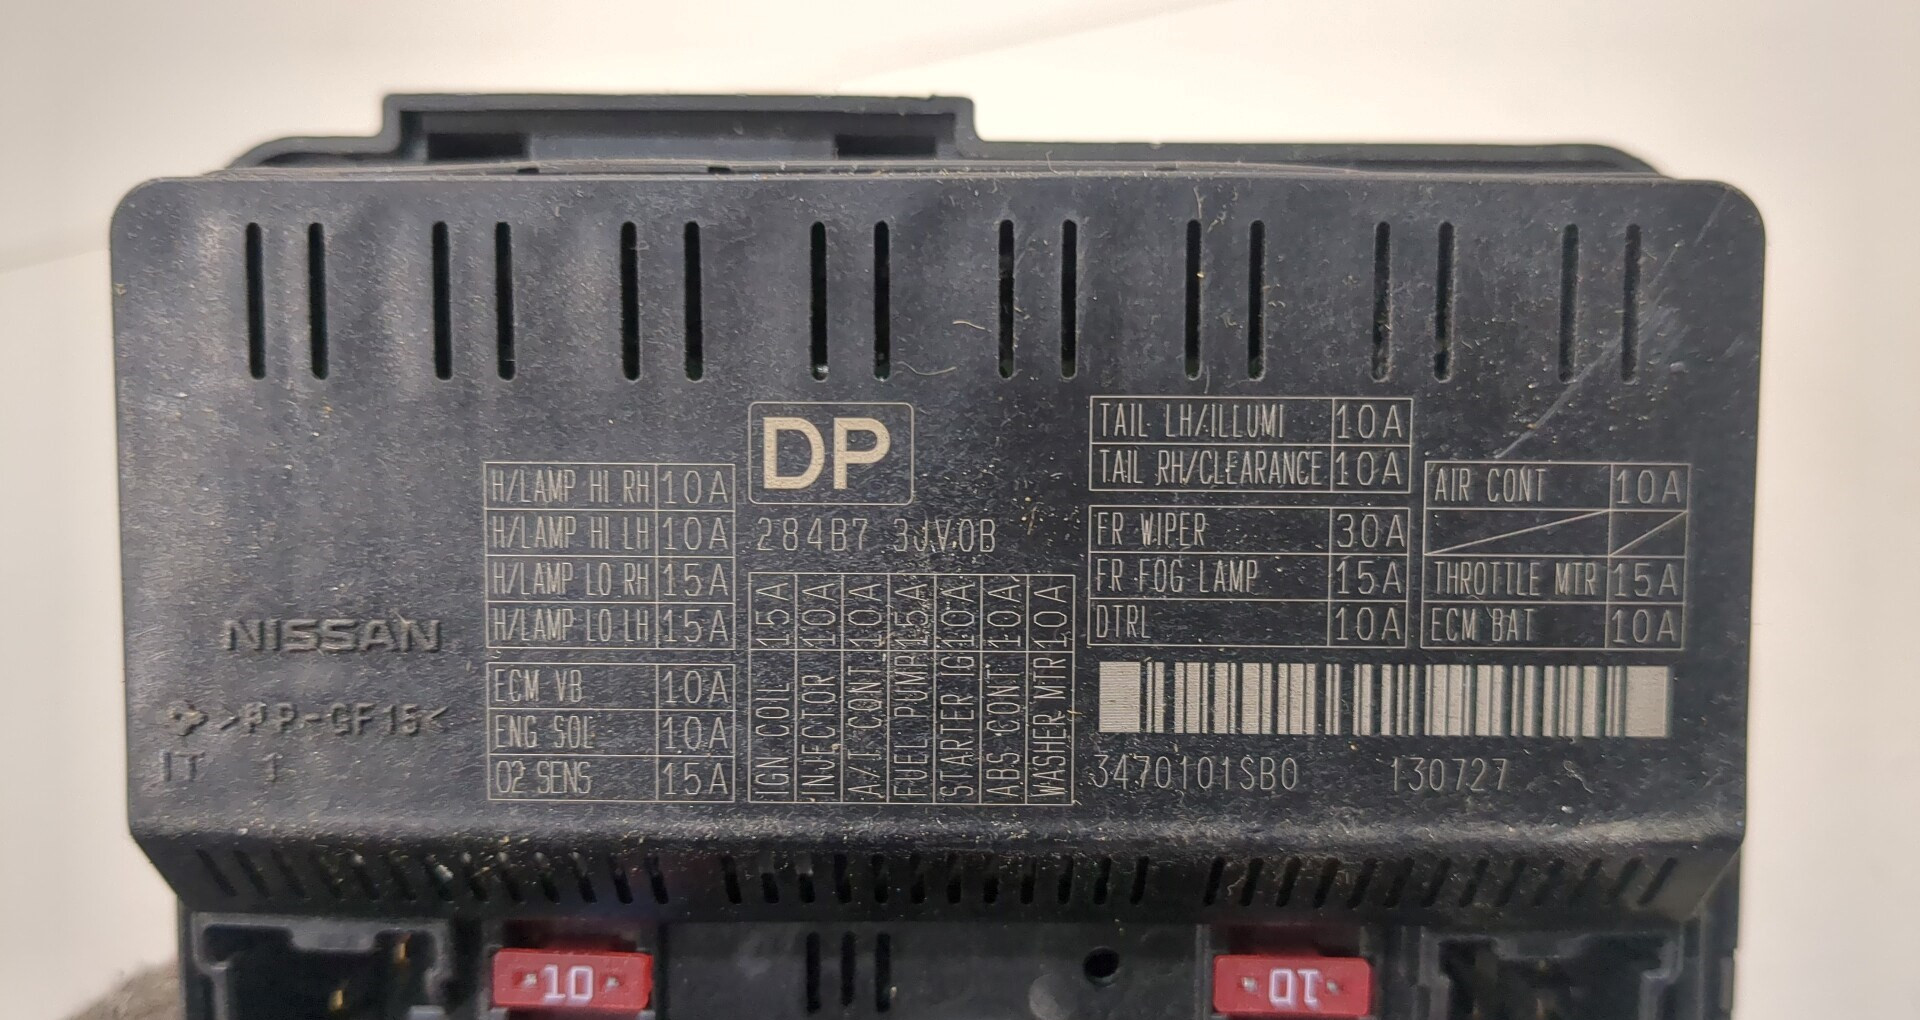 DP
284B7 3JV0B
H/LAMP HI RH 10A
H/LAMP HI LH 10A
H/LAMP LO RH 15A
H/LAMP LO LH 15A
ECM VB 10A
ENG SOL 10A
O2 SENS 15A
IGN COIL 15A
INJECTOR 10A
A/T CONT 10A
FUEL PUMP 15A
STARTER IG 10A
ABS CONT 10A
WASHER MTR 10A
TAIL LH/ILLUMI 10A
TAIL RH/CLEARANCE 10A
FR WIPER 30A
FR FOG LAMP 15A
DTRL 10A
AIR CONT 10A
THROTTLE MTR 15A
ECM BAT 10A
NISSAN
>PP-GF15<
IT 1
3470101SB0 130727
10
10